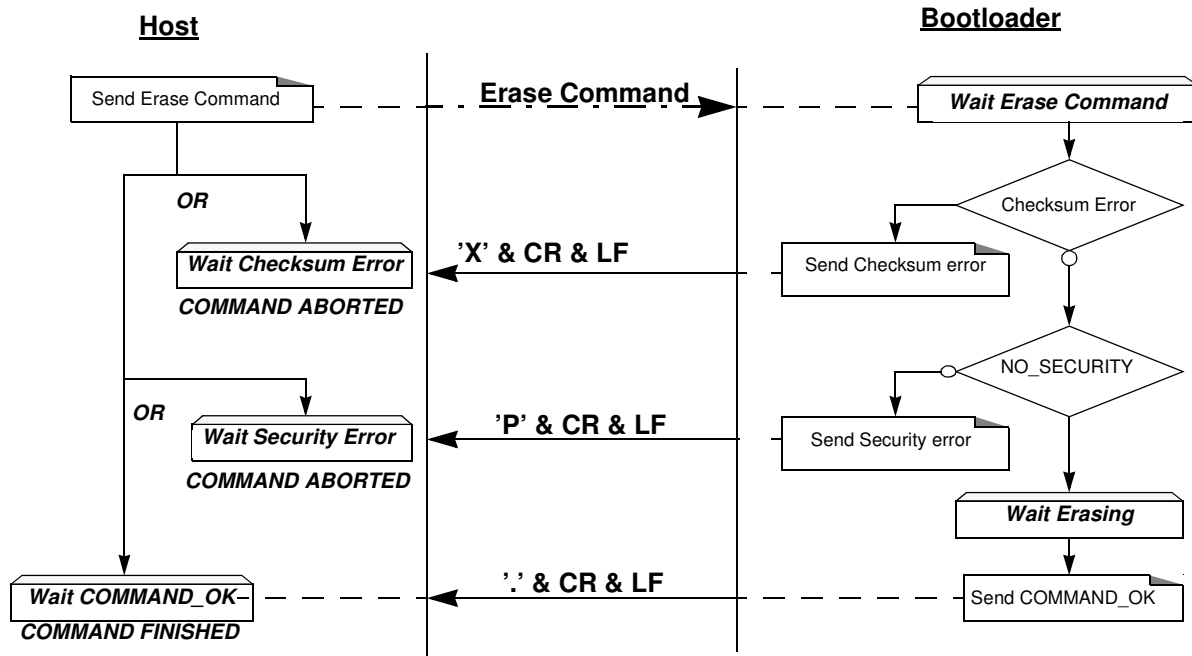 Host
Bootloader
Send Erase Command
Erase Command
Wait Erase Command
OR
Checksum Error
Wait Checksum Error
’X’ & CR & LF
Send Checksum error
COMMAND ABORTED
NO_SECURITY
OR
Wait Security Error
’P’ & CR & LF
Send Security error
COMMAND ABORTED
Wait Erasing
Wait COMMAND_OK
’.’ & CR & LF
Send COMMAND_OK
COMMAND FINISHED